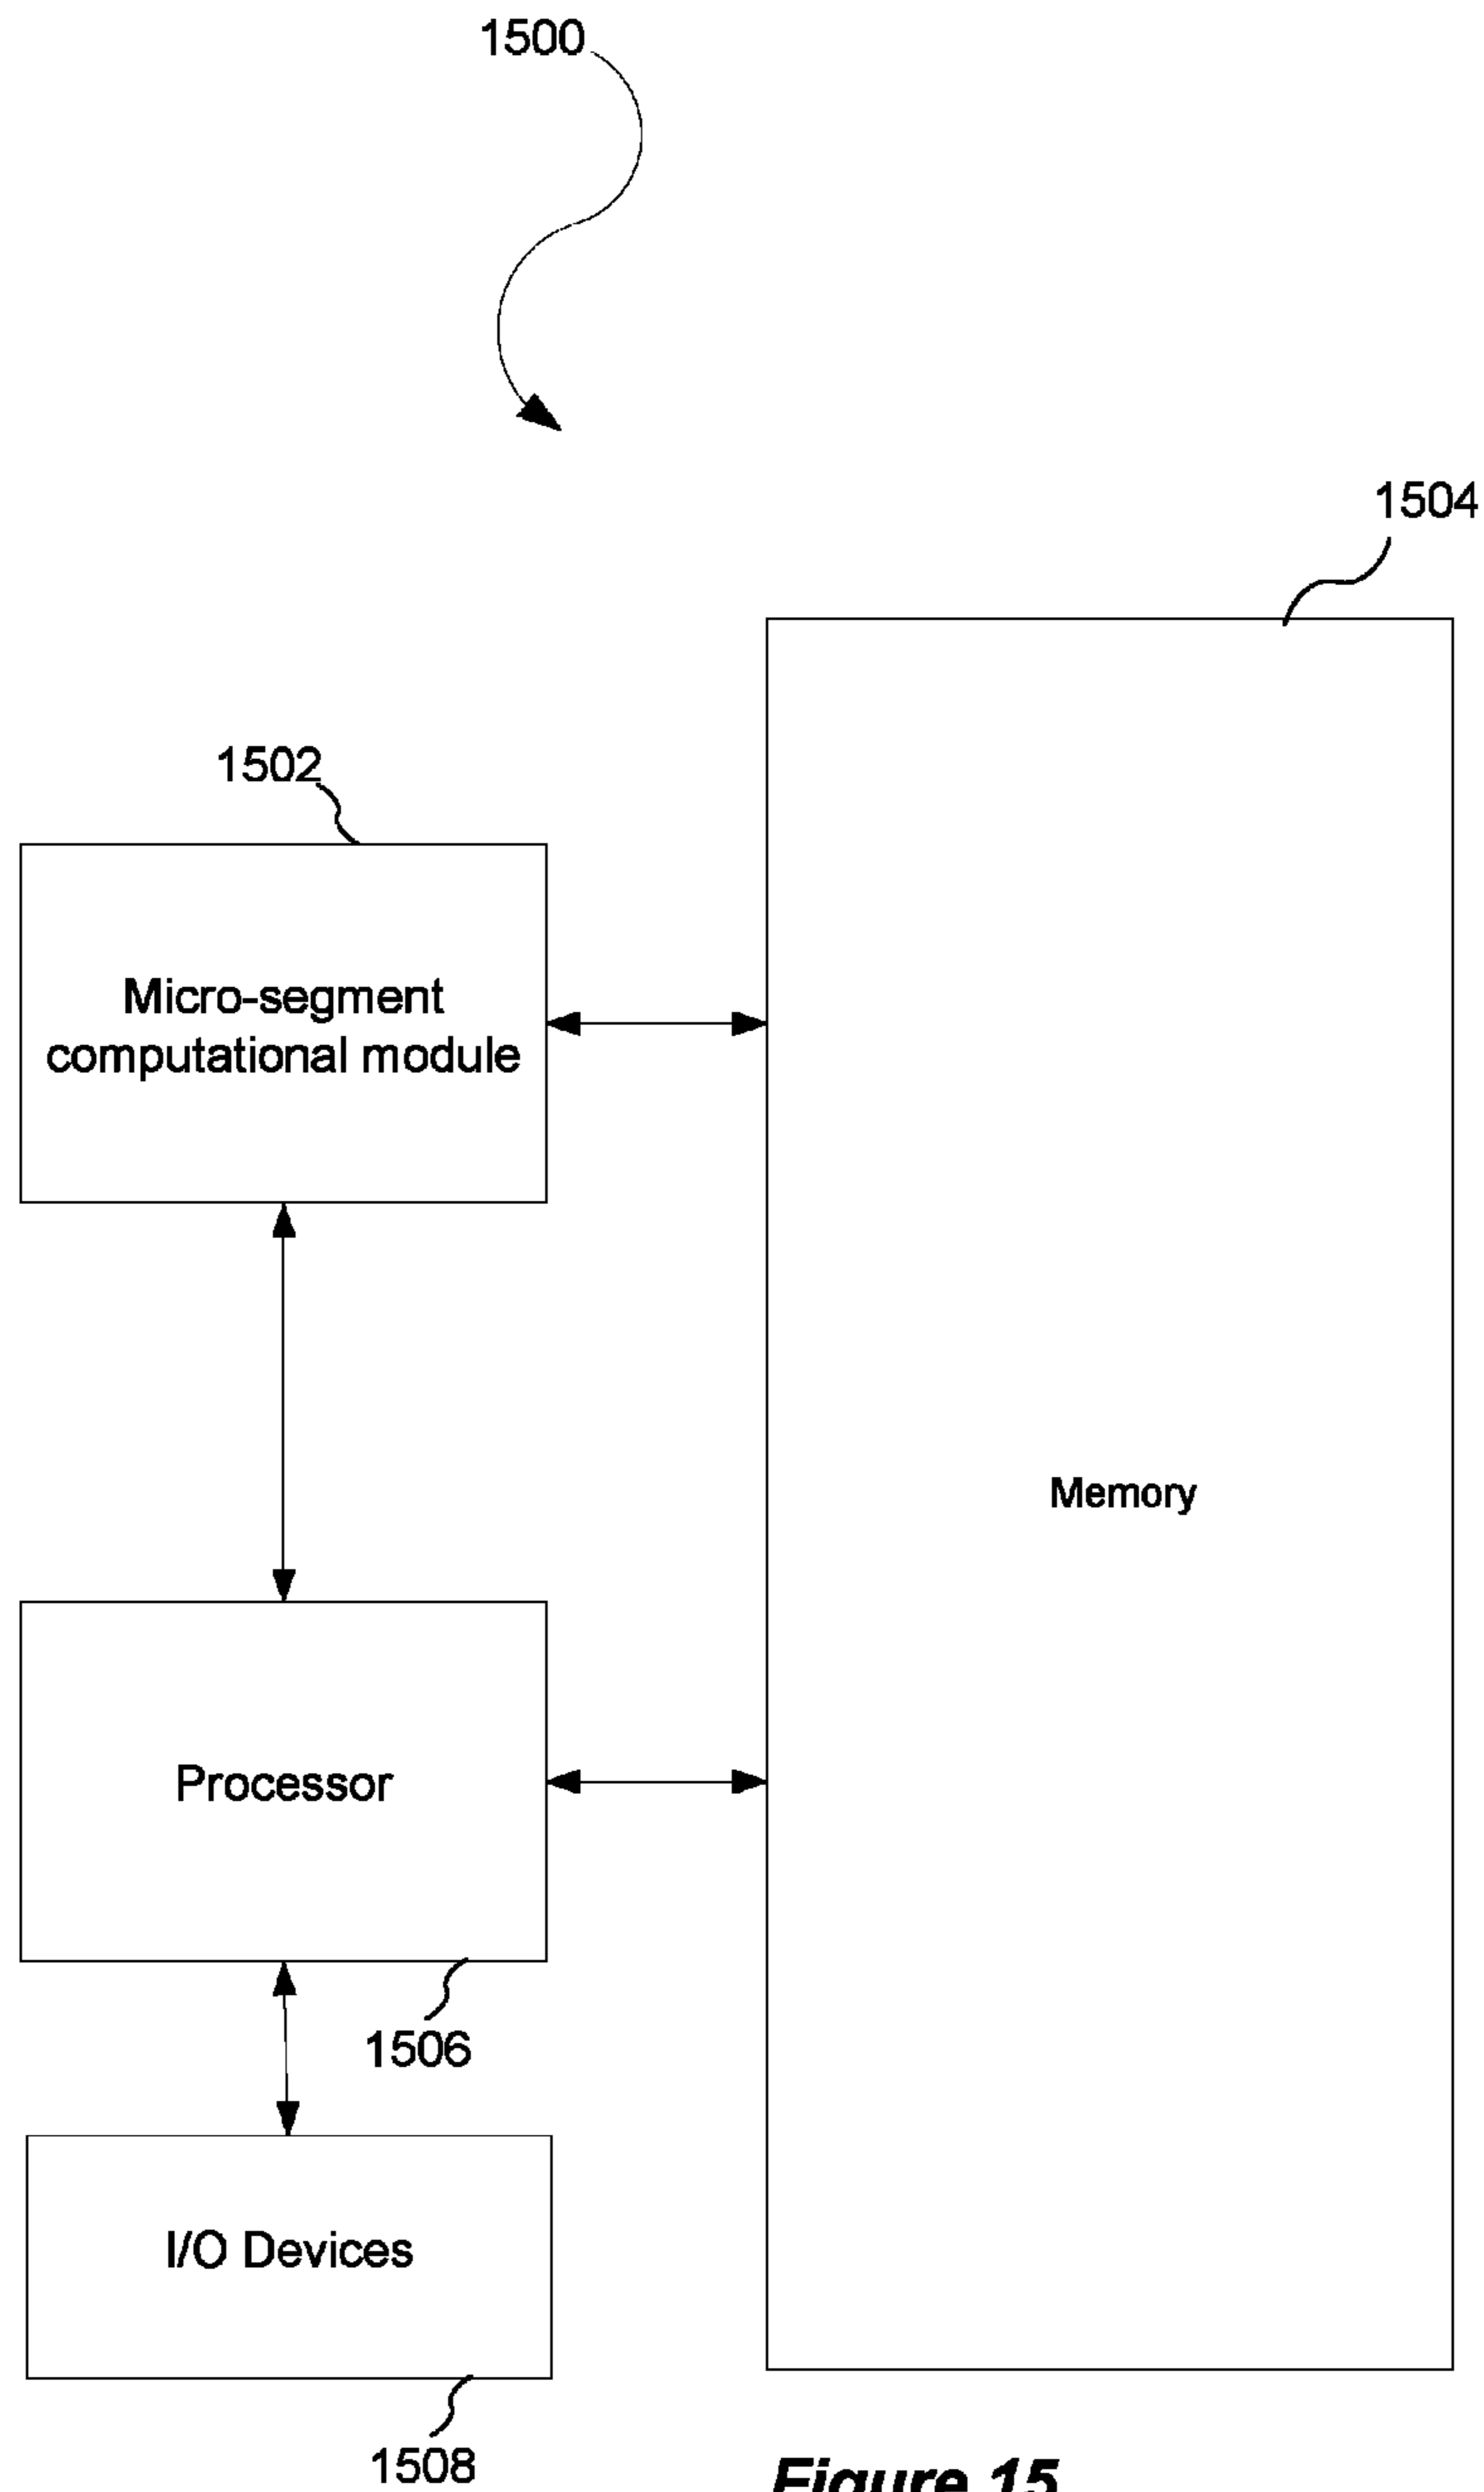 1500
1504
1502
Micro-segment
computational module
Memory
Processor
1506
I/O Devices
1508
Figure 15